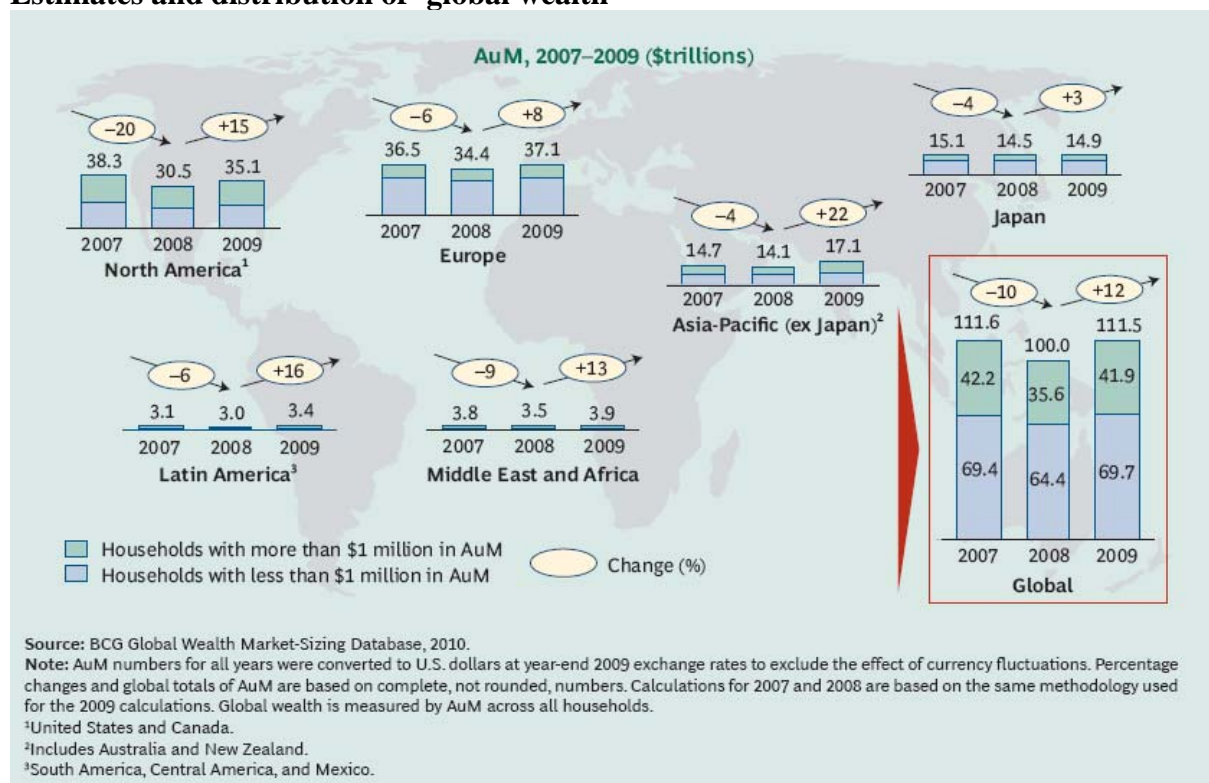 Estimates and distribution of global wealth
AuM, 2007–2009 ($trillions)
–20
+15
38.3
30.5
35.1
2007 2008 2009
North America¹
–6
+8
36.5
34.4
37.1
2007 2008 2009
Europe
–4
+3
15.1
14.5
14.9
2007 2008 2009
Japan
–4
+22
14.7
14.1
17.1
2007 2008 2009
Asia-Pacific (ex Japan)²
–6
+16
3.1
3.0
3.4
2007 2008 2009
Latin America³
–9
+13
3.8
3.5
3.9
2007 2008 2009
Middle East and Africa
–10
+12
111.6
100.0
111.5
42.2
35.6
41.9
69.4
64.4
69.7
2007 2008 2009
Global
Households with more than $1 million in AuM
Households with less than $1 million in AuM
Change (%)
Source: BCG Global Wealth Market-Sizing Database, 2010.
Note: AuM numbers for all years were converted to U.S. dollars at year-end 2009 exchange rates to exclude the effect of currency fluctuations. Percentage
changes and global totals of AuM are based on complete, not rounded, numbers. Calculations for 2007 and 2008 are based on the same methodology used
for the 2009 calculations. Global wealth is measured by AuM across all households.
¹United States and Canada.
²Includes Australia and New Zealand.
³South America, Central America, and Mexico.